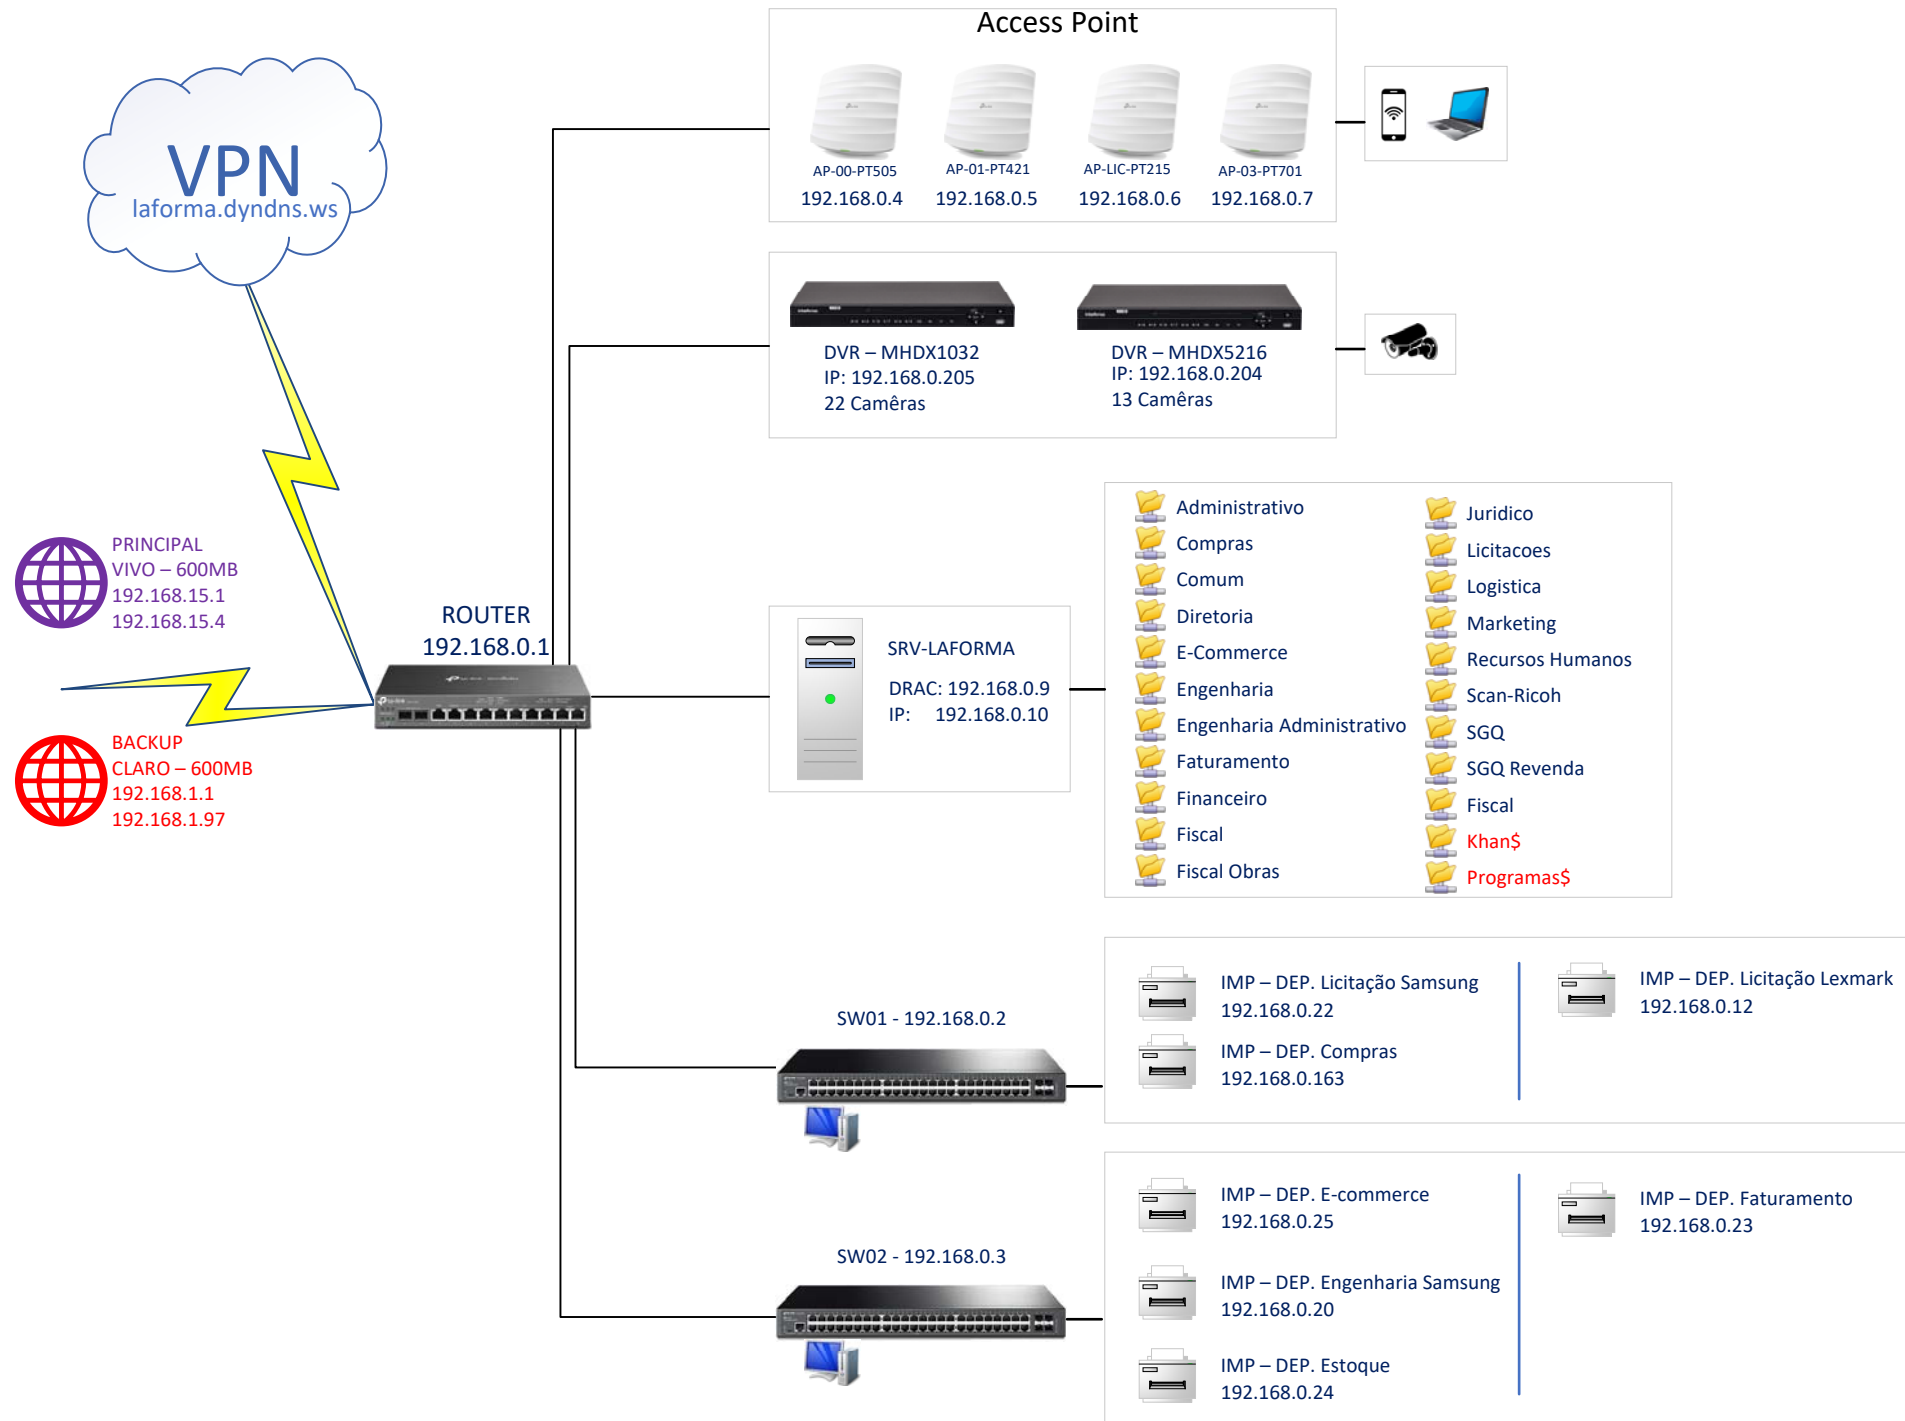 Access Point
AP-00-PT505
192.168.0.4
AP-01-PT421
192.168.0.5
AP-LIC-PT215
192.168.0.6
AP-03-PT701
192.168.0.7
VPN
laforma.dyndns.ws
DVR – MHDX1032
IP: 192.168.0.205
22 Camêras
DVR – MHDX5216
IP: 192.168.0.204
13 Camêras
PRINCIPAL
VIVO – 600MB
192.168.15.1
192.168.15.4
ROUTER
192.168.0.1
tp-link
BACKUP
CLARO – 600MB
192.168.1.1
192.168.1.97
SRV-LAFORMA
DRAC: 192.168.0.9
IP: 192.168.0.10
Administrativo
Compras
Comum
Diretoria
E-Commerce
Engenharia
Engenharia Administrativo
Faturamento
Financeiro
Fiscal
Fiscal Obras
Juridico
Licitacoes
Logistica
Marketing
Recursos Humanos
Scan-Ricoh
SGQ
SGQ Revenda
Fiscal
Khan$
Programas$
SW01 - 192.168.0.2
IMP – DEP. Licitação Samsung
192.168.0.22
IMP – DEP. Compras
192.168.0.163
IMP – DEP. Licitação Lexmark
192.168.0.12
SW02 - 192.168.0.3
IMP – DEP. E-commerce
192.168.0.25
IMP – DEP. Engenharia Samsung
192.168.0.20
IMP – DEP. Estoque
192.168.0.24
IMP – DEP. Faturamento
192.168.0.23